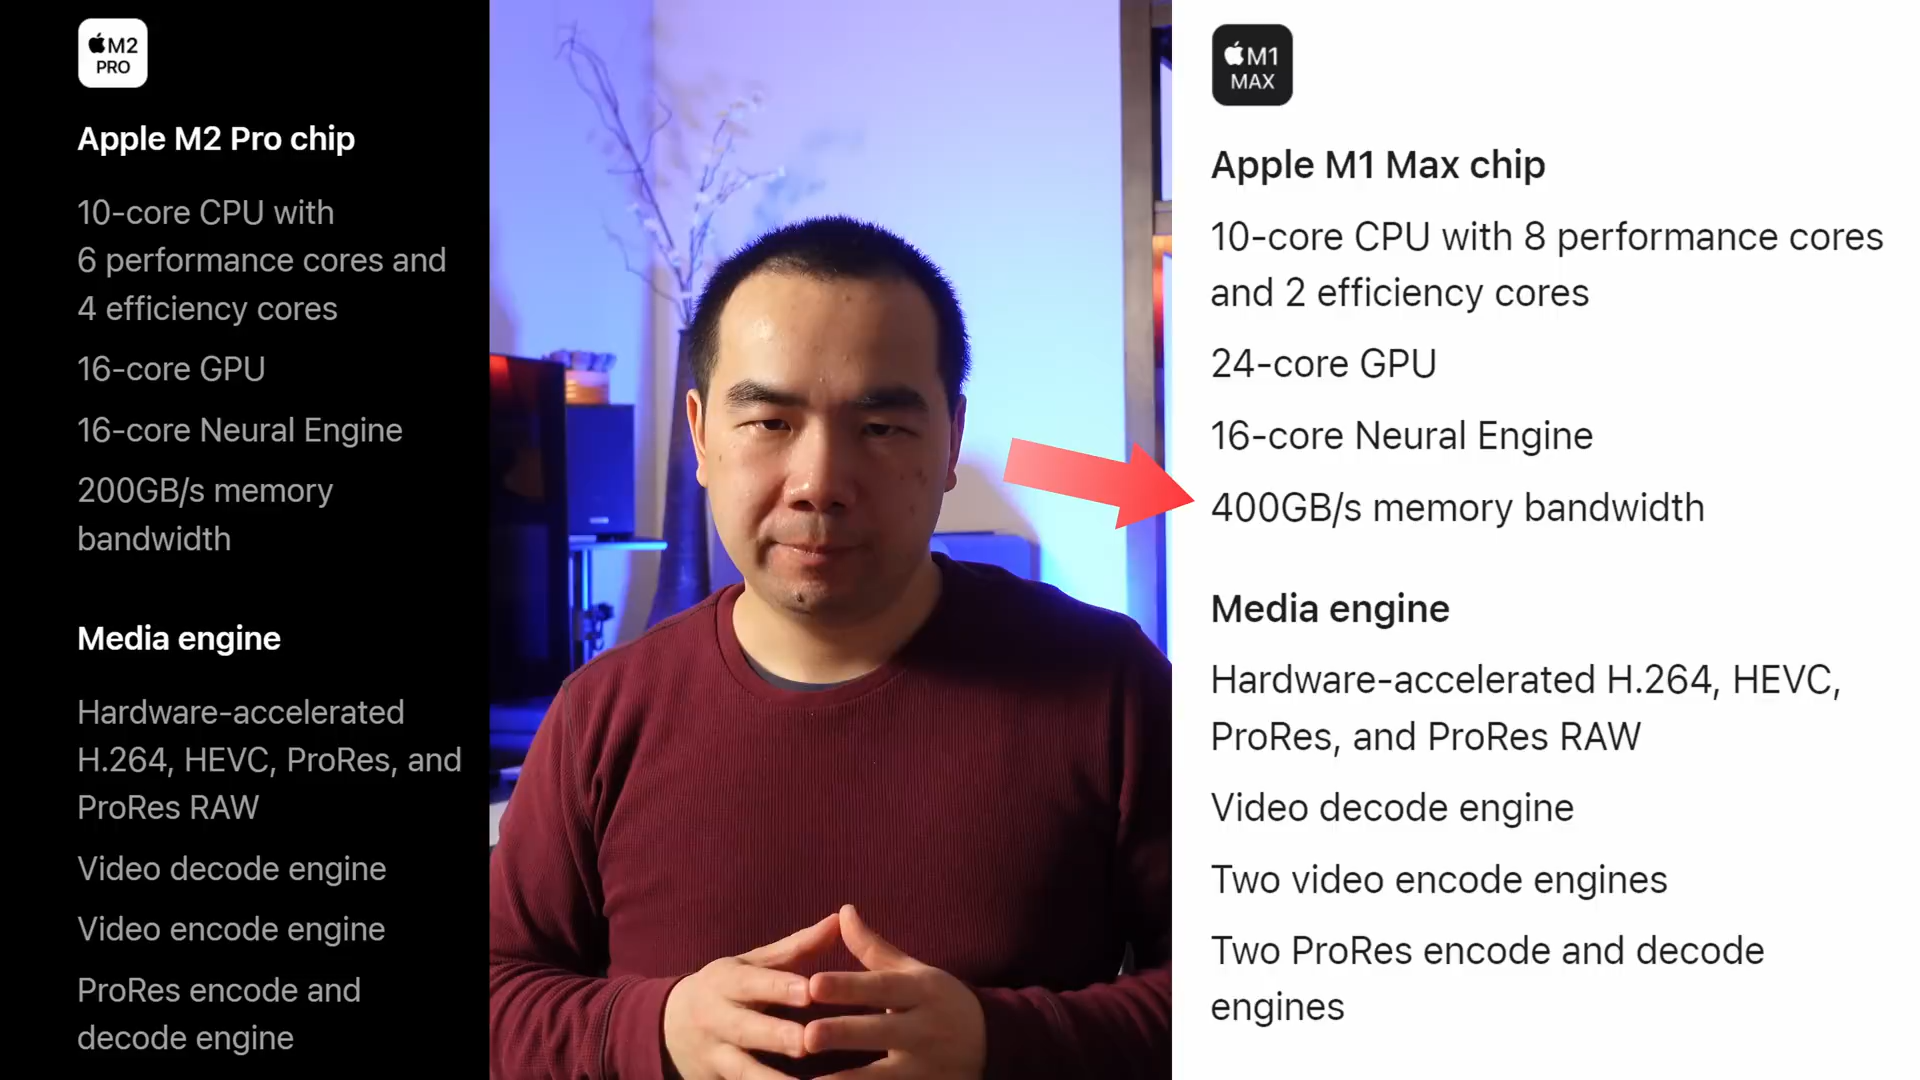 M2
PRO
Apple M2 Pro chip
10-core CPU with
6 performance cores and
4 efficiency cores
16-core GPU
16-core Neural Engine
200GB/s memory
bandwidth
Media engine
Hardware-accelerated
H.264, HEVC, ProRes, and
ProRes RAW
Video decode engine
Video encode engine
ProRes encode and
decode engine
M1
MAX
Apple M1 Max chip
10-core CPU with 8 performance cores
and 2 efficiency cores
24-core GPU
16-core Neural Engine
400GB/s memory bandwidth
Media engine
Hardware-accelerated H.264, HEVC,
ProRes, and ProRes RAW
Video decode engine
Two video encode engines
Two ProRes encode and decode
engines